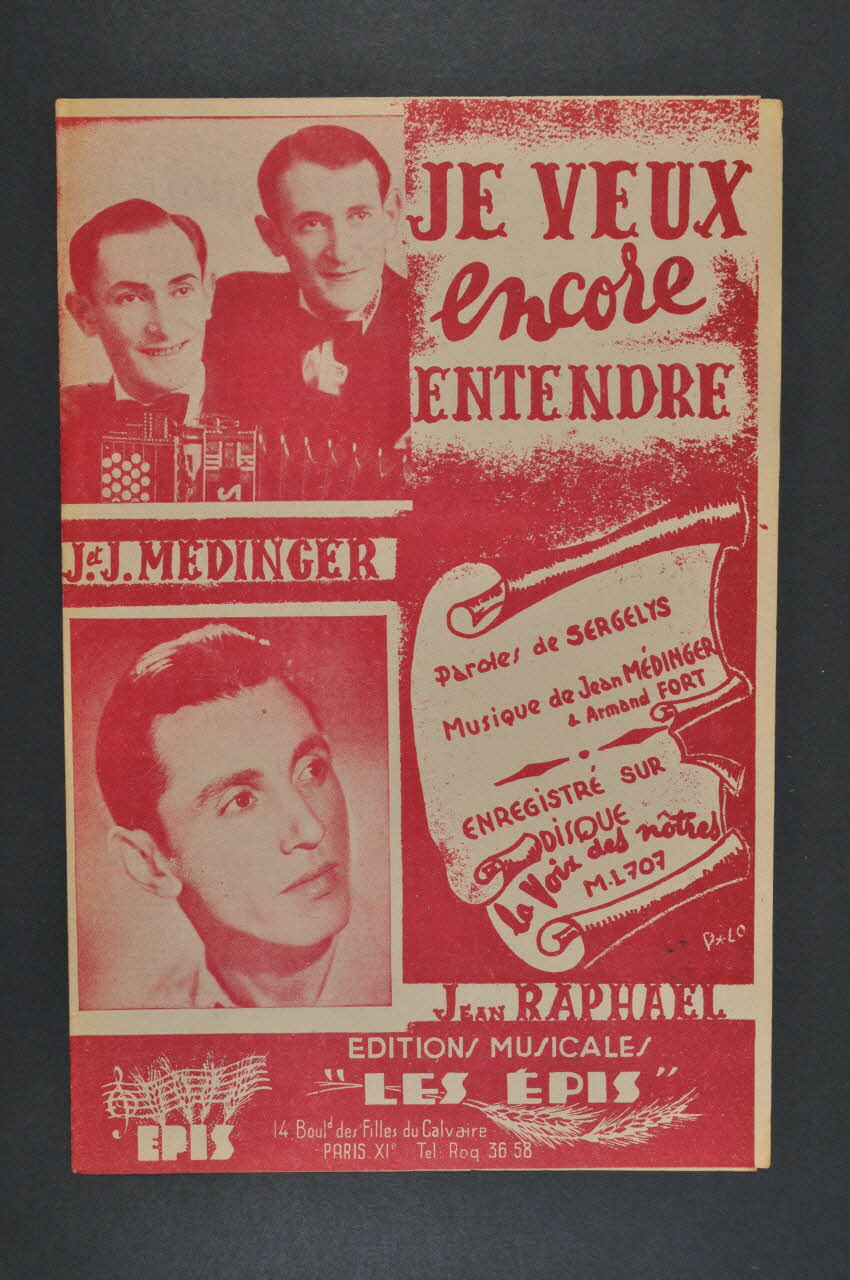 JE VEUX
encore
ENTENDRE
J. et J. MEDINGER
Paroles de SERGELYS
Musique de Jean MÉDINGER
& Armand FORT
ENREGISTRÉ SUR
DISQUE
la Voix des nôtres
M.L707
P*LO
JEAN RAPHAEL
EDITIONS MUSICALES
"LES ÉPIS"
EPIS
14 Boul^d des Filles du Calvaire
PARIS XI^e Tel Roq 36 58